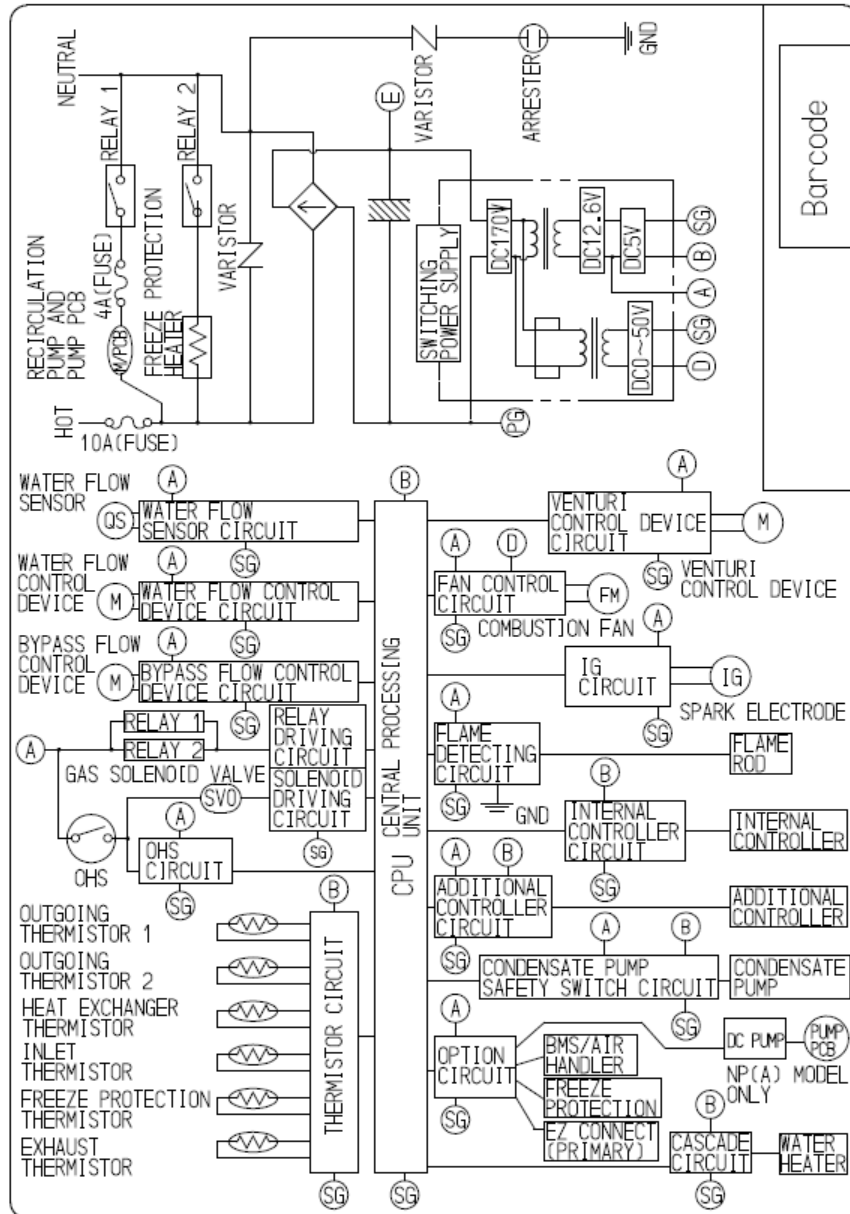 NEUTRAL
RELAY 1
RELAY 2
RECIRCULATION
PUMP AND
PUMP PCB
4A(FUSE)
M/PCB
FREEZE PROTECTION
HEATER
HOT
10A(FUSE)
VARISTOR
E
VARISTOR
ARRESTER
GND
SWITCHING
POWER SUPPLY
DC170V
DC12.6V
DC5V
DC0~50V
SG
B
A
SG
D
PG
Barcode
WATER FLOW
SENSOR
QS
A
WATER FLOW
SENSOR CIRCUIT
SG
WATER FLOW
CONTROL
DEVICE
M
A
WATER FLOW CONTROL
DEVICE CIRCUIT
SG
BYPASS FLOW
CONTROL
DEVICE
M
A
BYPASS FLOW CONTROL
DEVICE CIRCUIT
SG
A
RELAY 1
RELAY 2
RELAY
DRIVING
CIRCUIT
GAS SOLENOID VALVE
SV0
SOLENOID
DRIVING
CIRCUIT
SG
OHS
A
OHS
CIRCUIT
SG
OUTGOING
THERMISTOR 1
OUTGOING
THERMISTOR 2
HEAT EXCHANGER
THERMISTOR
INLET
THERMISTOR
FREEZE PROTECTION
THERMISTOR
EXHAUST
THERMISTOR
B
THERMISTOR CIRCUIT
SG
B
CPU CENTRAL PROCESSING
UNIT
SG
A
VENTURI
CONTROL DEVICE
CIRCUIT
M
SG
VENTURI
CONTROL DEVICE
A
D
FAN CONTROL
CIRCUIT
FM
SG
COMBUSTION FAN
A
IG
CIRCUIT
IG
SG
SPARK ELECTRODE
A
FLAME
DETECTING
CIRCUIT
SG
GND
FLAME
ROD
B
INTERNAL
CONTROLLER
CIRCUIT
SG
INTERNAL
CONTROLLER
A
B
ADDITIONAL
CONTROLLER
CIRCUIT
SG
ADDITIONAL
CONTROLLER
A
B
CONDENSATE PUMP
SAFETY SWITCH CIRCUIT
SG
CONDENSATE
PUMP
A
OPTION
CIRCUIT
SG
BMS/AIR
HANDLER
FREEZE
PROTECTION
EZ CONNECT
(PRIMARY)
DC PUMP
PUMP
PCB
NP(A) MODEL
ONLY
B
CASCADE
CIRCUIT
SG
WATER
HEATER